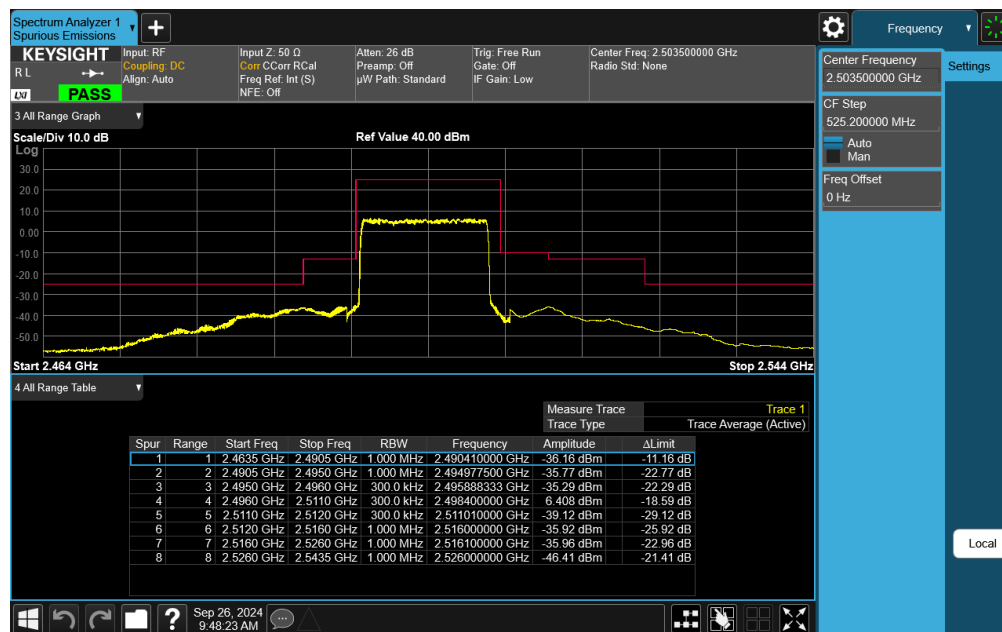 Spectrum Analyzer 1
Spurious Emissions
Frequency
KEYSIGHT
R L
LXI
PASS
Input: RF
Coupling: DC
Align: Auto
Input Z: 50 Ω
Corr CCorr RCal
Freq Ref: Int (S)
NFE: Off
Atten: 26 dB
Preamp: Off
µW Path: Standard
Trig: Free Run
Gate: Off
IF Gain: Low
Center Freq: 2.503500000 GHz
Radio Std: None
Center Frequency
2.503500000 GHz
Settings
CF Step
525.200000 MHz
Auto
Man
Freq Offset
0 Hz
3 All Range Graph
Scale/Div 10.0 dB
Ref Value 40.00 dBm
Log
30.0
20.0
10.0
0.00
-10.0
-20.0
-30.0
-40.0
-50.0
Start 2.464 GHz
Stop 2.544 GHz
4 All Range Table
Measure Trace Trace 1
Trace Type Trace Average (Active)
Spur Range Start Freq Stop Freq RBW Frequency Amplitude ΔLimit
1 1 2.4635 GHz 2.4905 GHz 1.000 MHz 2.490410000 GHz -36.16 dBm -11.16 dB
2 2 2.4905 GHz 2.4950 GHz 1.000 MHz 2.494977500 GHz -35.77 dBm -22.77 dB
3 3 2.4950 GHz 2.4960 GHz 300.0 kHz 2.495888333 GHz -35.29 dBm -22.29 dB
4 4 2.4960 GHz 2.5110 GHz 300.0 kHz 2.498400000 GHz 6.408 dBm -18.59 dB
5 5 2.5110 GHz 2.5120 GHz 300.0 kHz 2.511010000 GHz -39.12 dBm -29.12 dB
6 6 2.5120 GHz 2.5160 GHz 1.000 MHz 2.516000000 GHz -35.92 dBm -25.92 dB
7 7 2.5160 GHz 2.5260 GHz 1.000 MHz 2.516100000 GHz -35.96 dBm -22.96 dB
8 8 2.5260 GHz 2.5435 GHz 1.000 MHz 2.526000000 GHz -46.41 dBm -21.41 dB
Local
Sep 26, 2024
9:48:23 AM